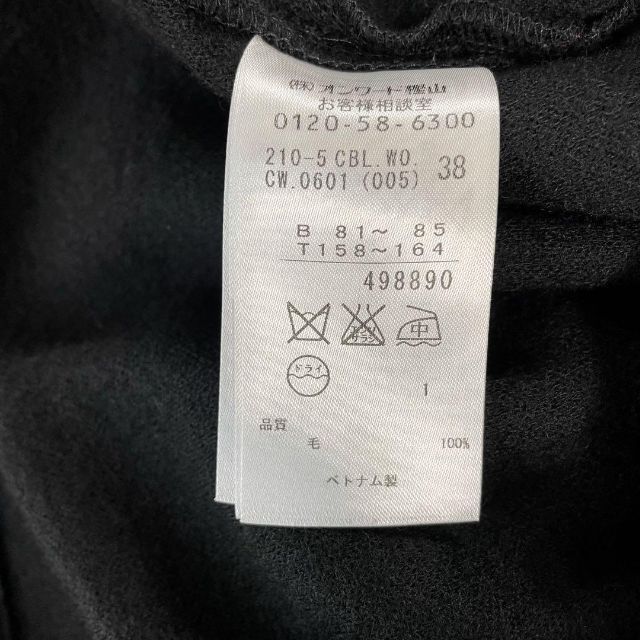 (株)オンワード樫山
お客様相談室
0120-58-6300
210-5 CBL.WO. 38
CW.0601 (005)
B 81～ 85
T158～164
498890
中
ドライ
1
品質
毛 100%
ベトナム製